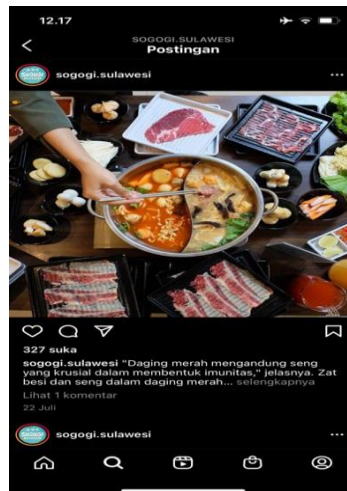 12.17
SOGOGI.SULAWESI
Postingan
sogogi.sulawesi
327 suka
sogogi.sulawesi "Daging merah mengandung seng
yang krusial dalam membentuk imunitas," jelasnya. Zat
besi dan seng dalam daging merah... selengkapnya
Lihat 1 komentar
22 Juli
sogogi.sulawesi